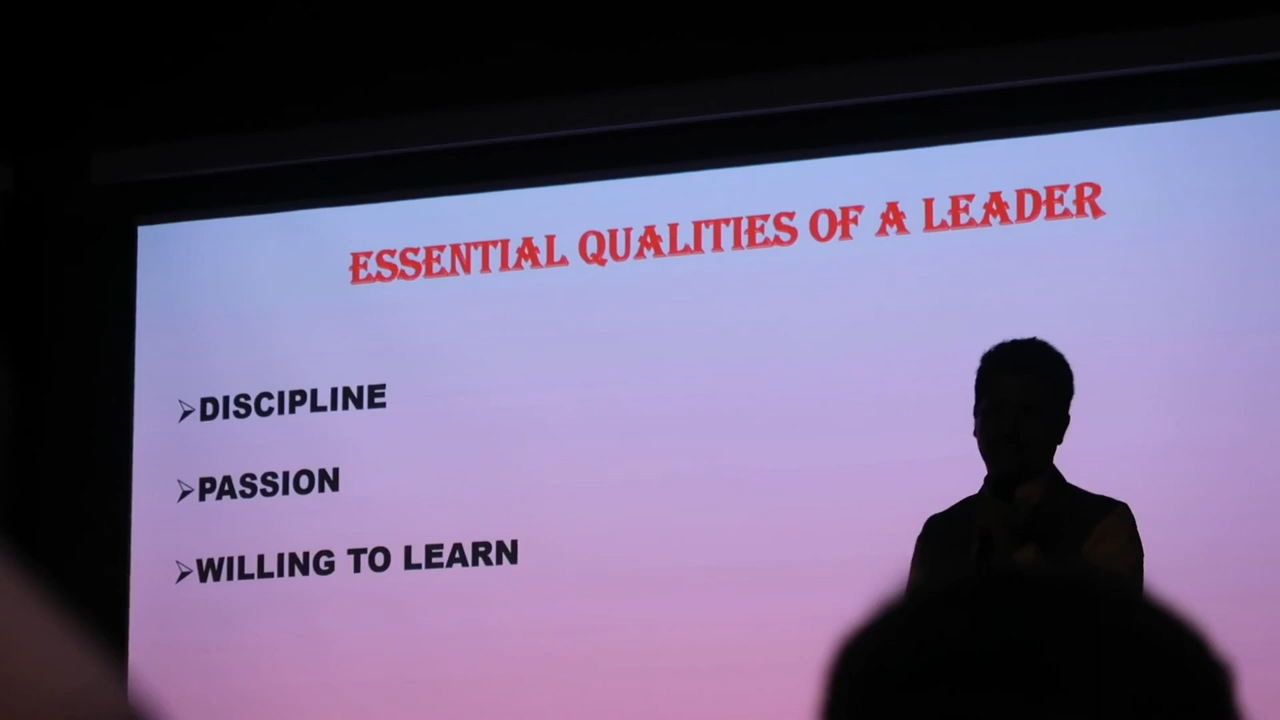 ESSENTIAL QUALITIES OF A LEADER
➢DISCIPLINE
➢PASSION
➢WILLING TO LEARN